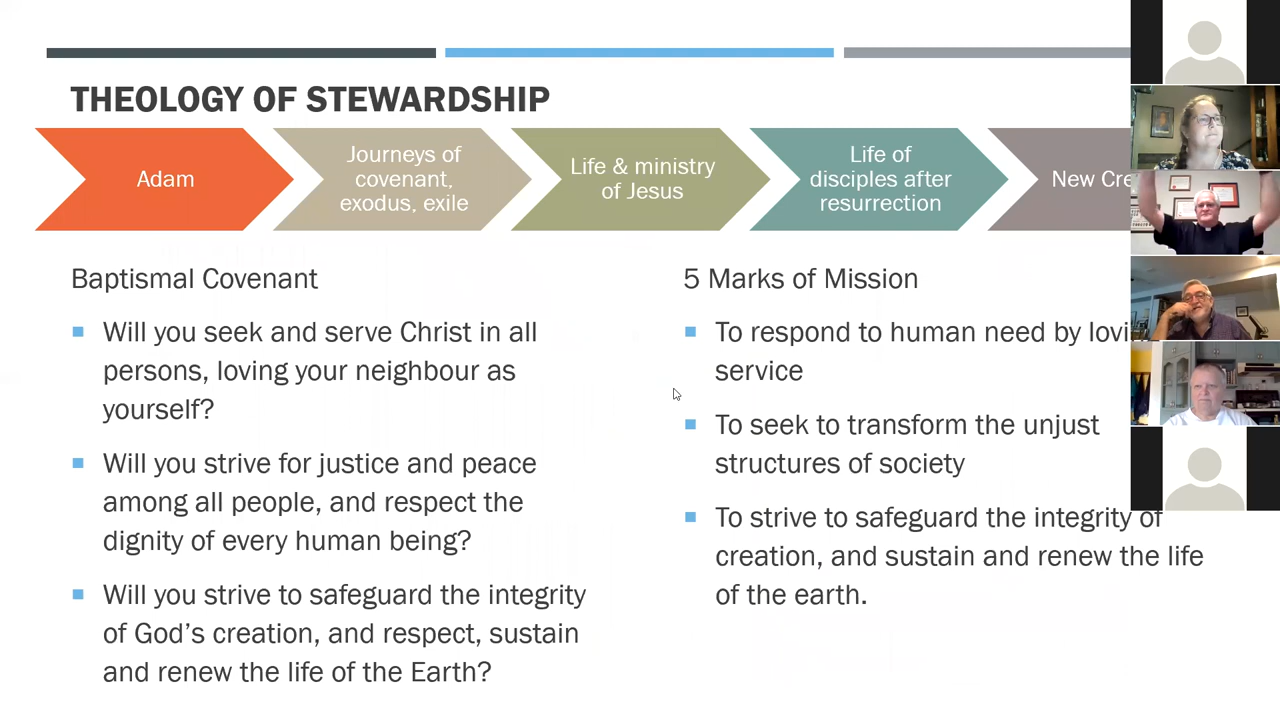 THEOLOGY OF STEWARDSHIP
Adam
Journeys of
covenant,
exodus, exile
Life & ministry
of Jesus
Life of
disciples after
resurrection
New Cre
Baptismal Covenant
Will you seek and serve Christ in all
persons, loving your neighbour as
yourself?
Will you strive for justice and peace
among all people, and respect the
dignity of every human being?
Will you strive to safeguard the integrity
of God's creation, and respect, sustain
and renew the life of the Earth?
5 Marks of Mission
To respond to human need by lovi
service
To seek to transform the unjust
structures of society
To strive to safeguard the integrity of
creation, and sustain and renew the life
of the earth.